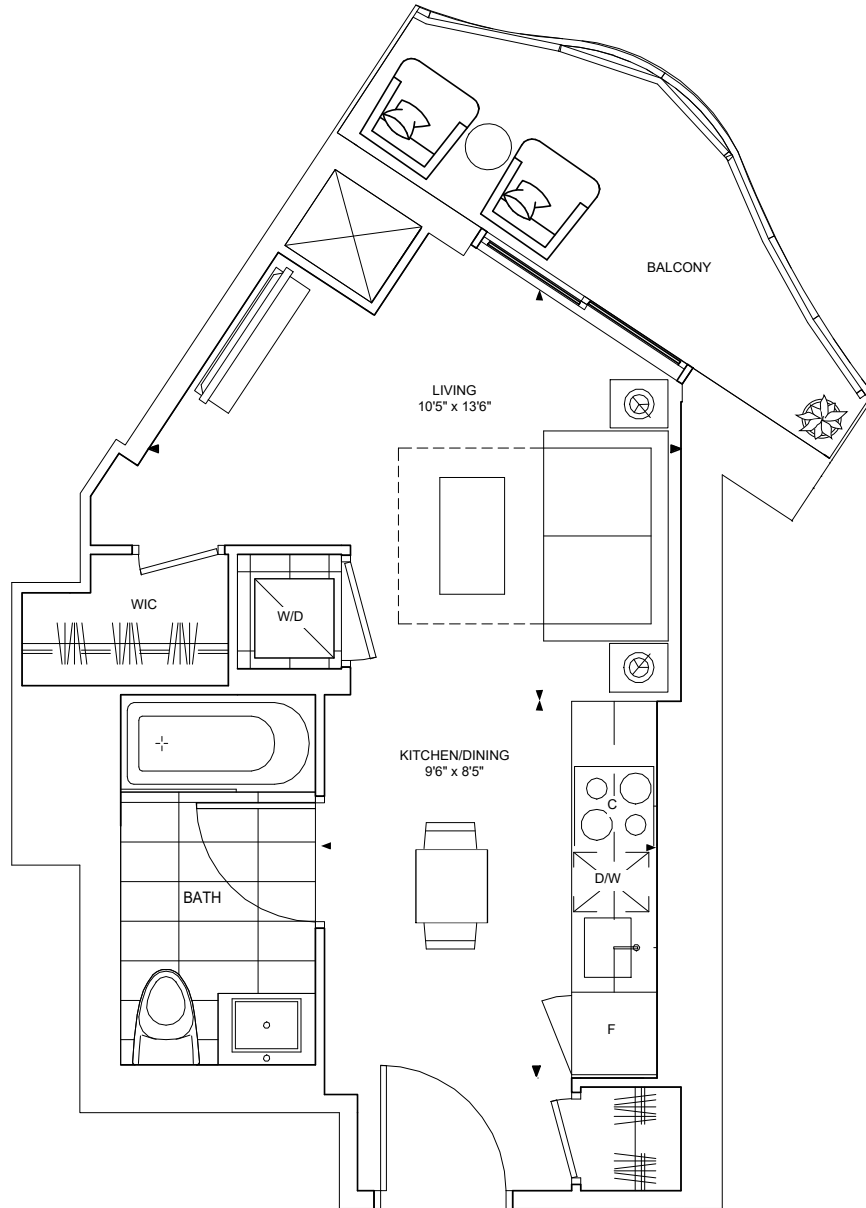 BALCONY
LIVING
10'5" x 13'6"
WIC
W/D
KITCHEN/DINING
9'6" x 8'5"
C
D/W
BATH
F